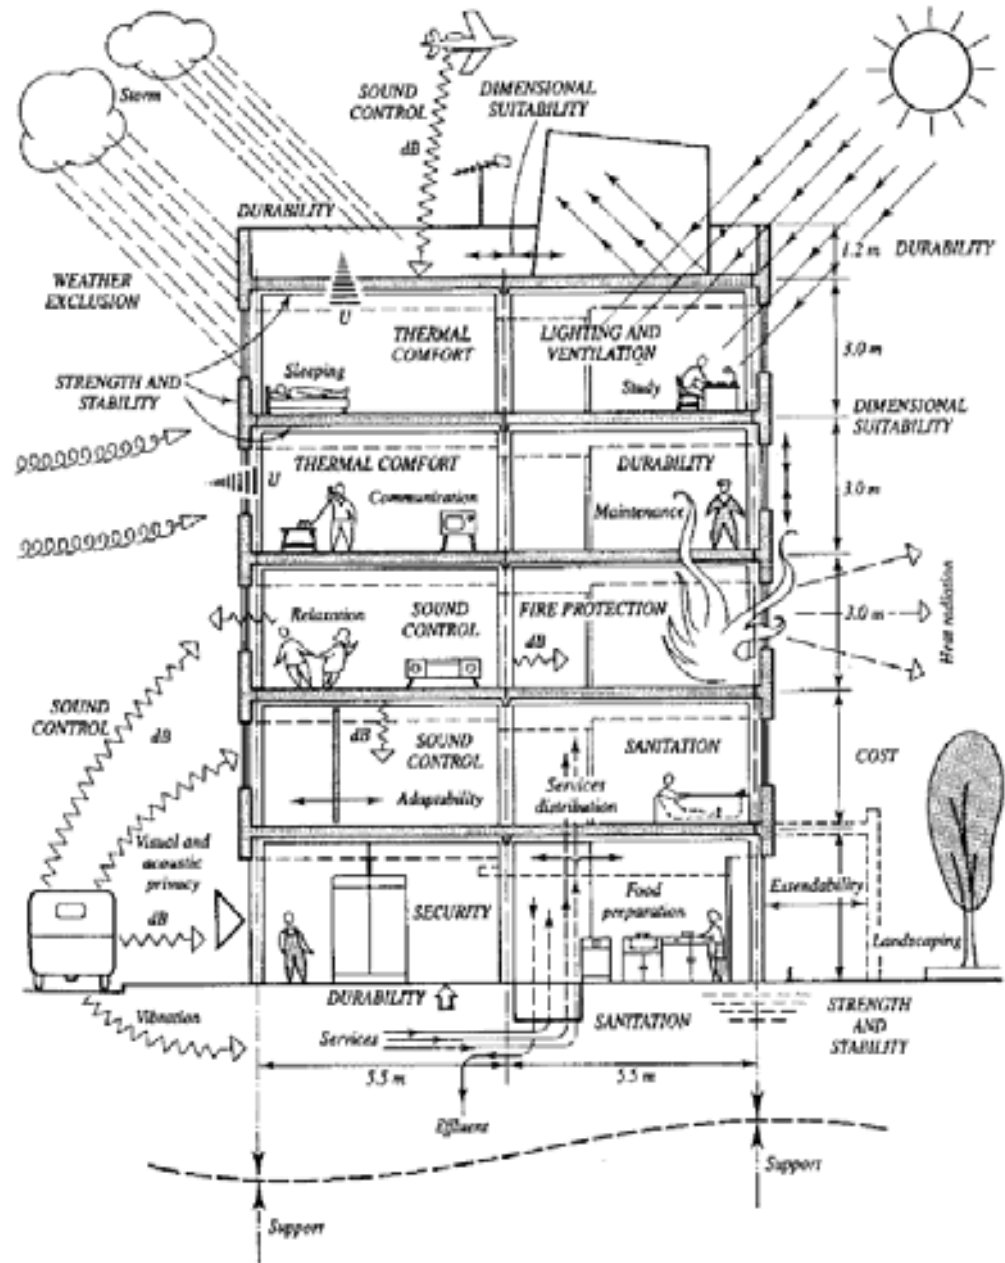 Storm
SOUND
CONTROL
dB
DIMENSIONAL
SUITABILITY
DURABILITY
1.2 m
DURABILITY
WEATHER
EXCLUSION
U
THERMAL
COMFORT
LIGHTING AND
VENTILATION
3.0 m
Sleeping
Study
STRENGTH AND
STABILITY
DIMENSIONAL
SUITABILITY
THERMAL COMFORT
DURABILITY
U
Communication
Maintenance
3.0 m
Relaxation
SOUND
CONTROL
FIRE PROTECTION
dB
3.0 m
Heat radiation
SOUND
CONTROL
dB
dB
SOUND
CONTROL
SANITATION
COST
Adaptability
Services
distribution
Visual and
acoustic
privacy
dB
SECURITY
Food
preparation
Extendability
Landscaping
Vibration
DURABILITY
Services
SANITATION
STRENGTH
AND
STABILITY
5.5 m
5.5 m
Effluent
Support
Support